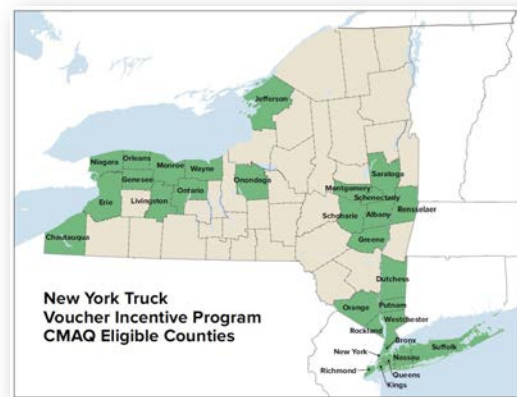 Jefferson
Niagara
Orleans
Monroe
Wayne
Genesee
Ontario
Onondaga
Erie
Livingston
Chautauqua
Saratoga
Montgomery
Schenectady
Schoharie
Albany
Rensselaer
Greene
Dutchess
Orange
Putnam
Westchester
Rockland
Bronx
New York
Suffolk
Nassau
Richmond
Queens
Kings
New York Truck
Voucher Incentive Program
CMAQ Eligible Counties